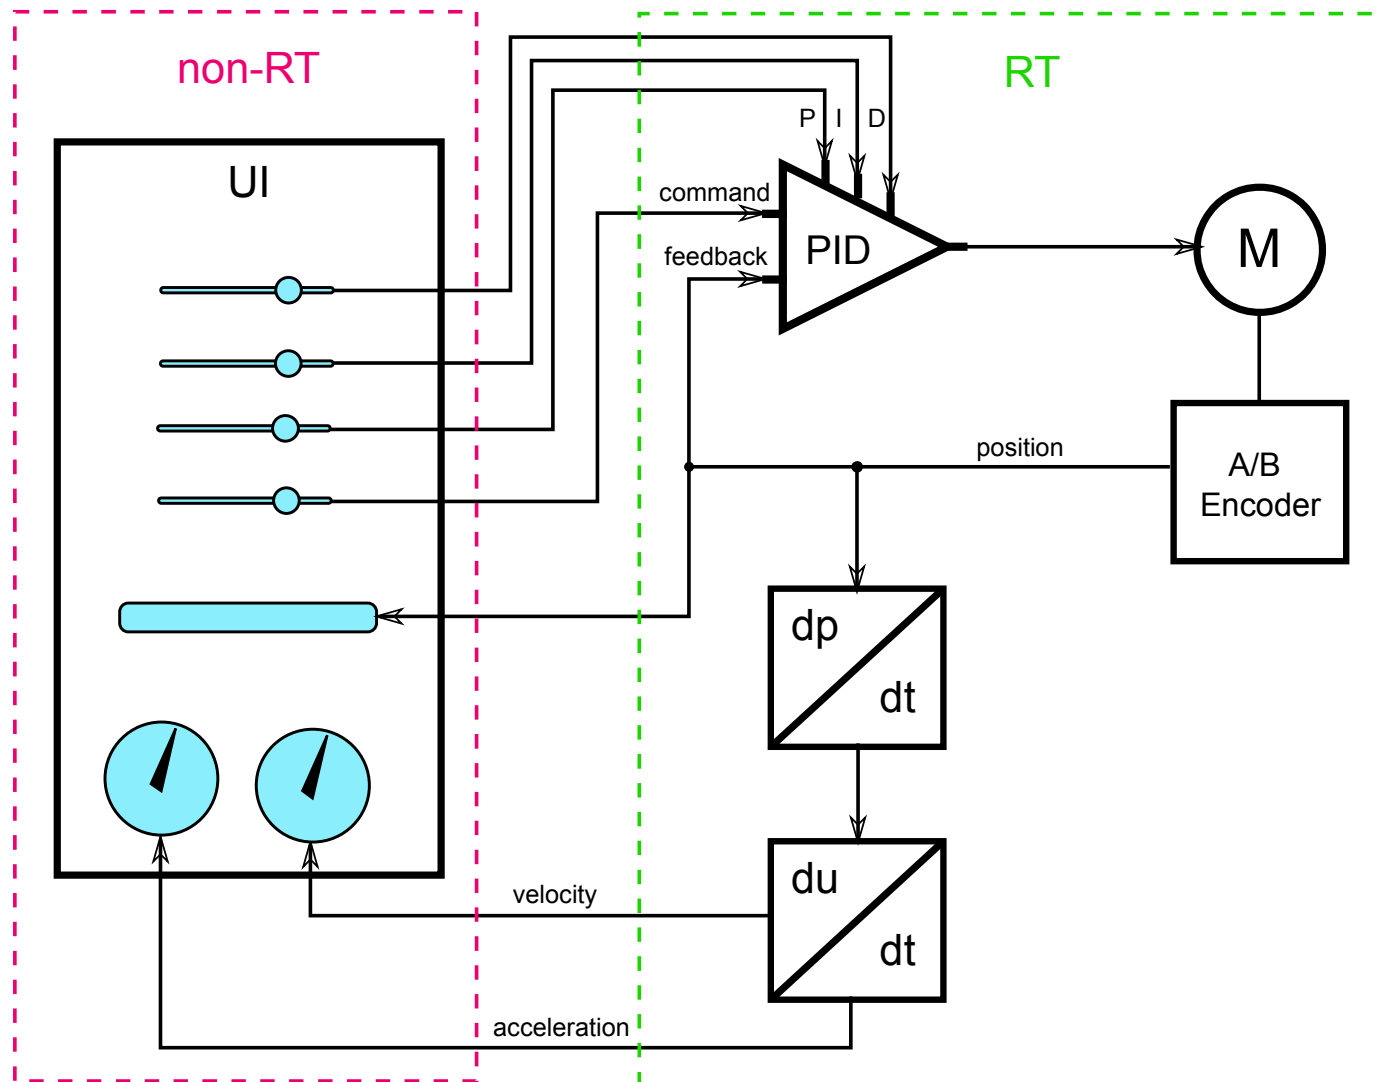 non-RT
RT
UI
P I D
command
feedback
PID
M
position
A/B
Encoder
dp
dt
du
dt
velocity
acceleration